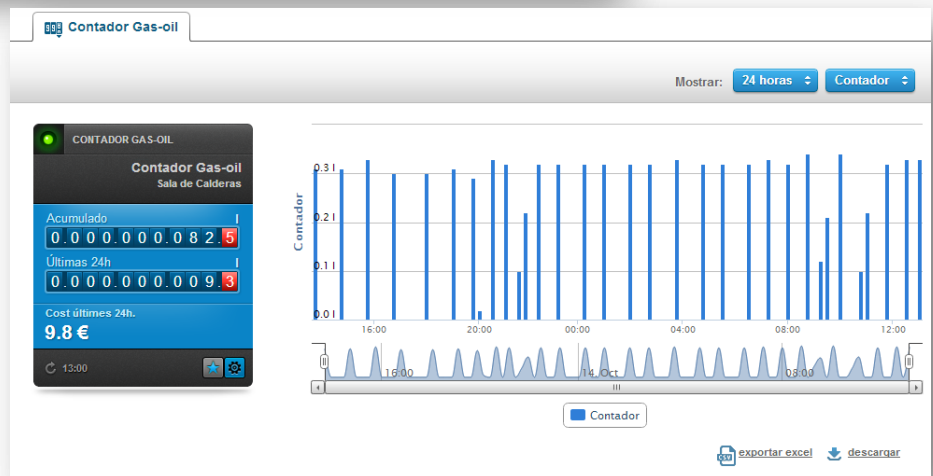 Contador Gas-oil
Mostrar: 24 horas Contador
CONTADOR GAS-OIL
Contador Gas-oil
Sala de Calderas
Acumulado l
0.000.000.082.5
Últimas 24h l
0.000.000.009.3
Cost últimes 24h.
9.8 €
13:00
Contador
0.3 l
0.2 l
0.1 l
0.0 l
16:00 20:00 00:00 04:00 08:00 12:00
16:00 14. Oct 08:00
Contador
CSV exportar excel descargar